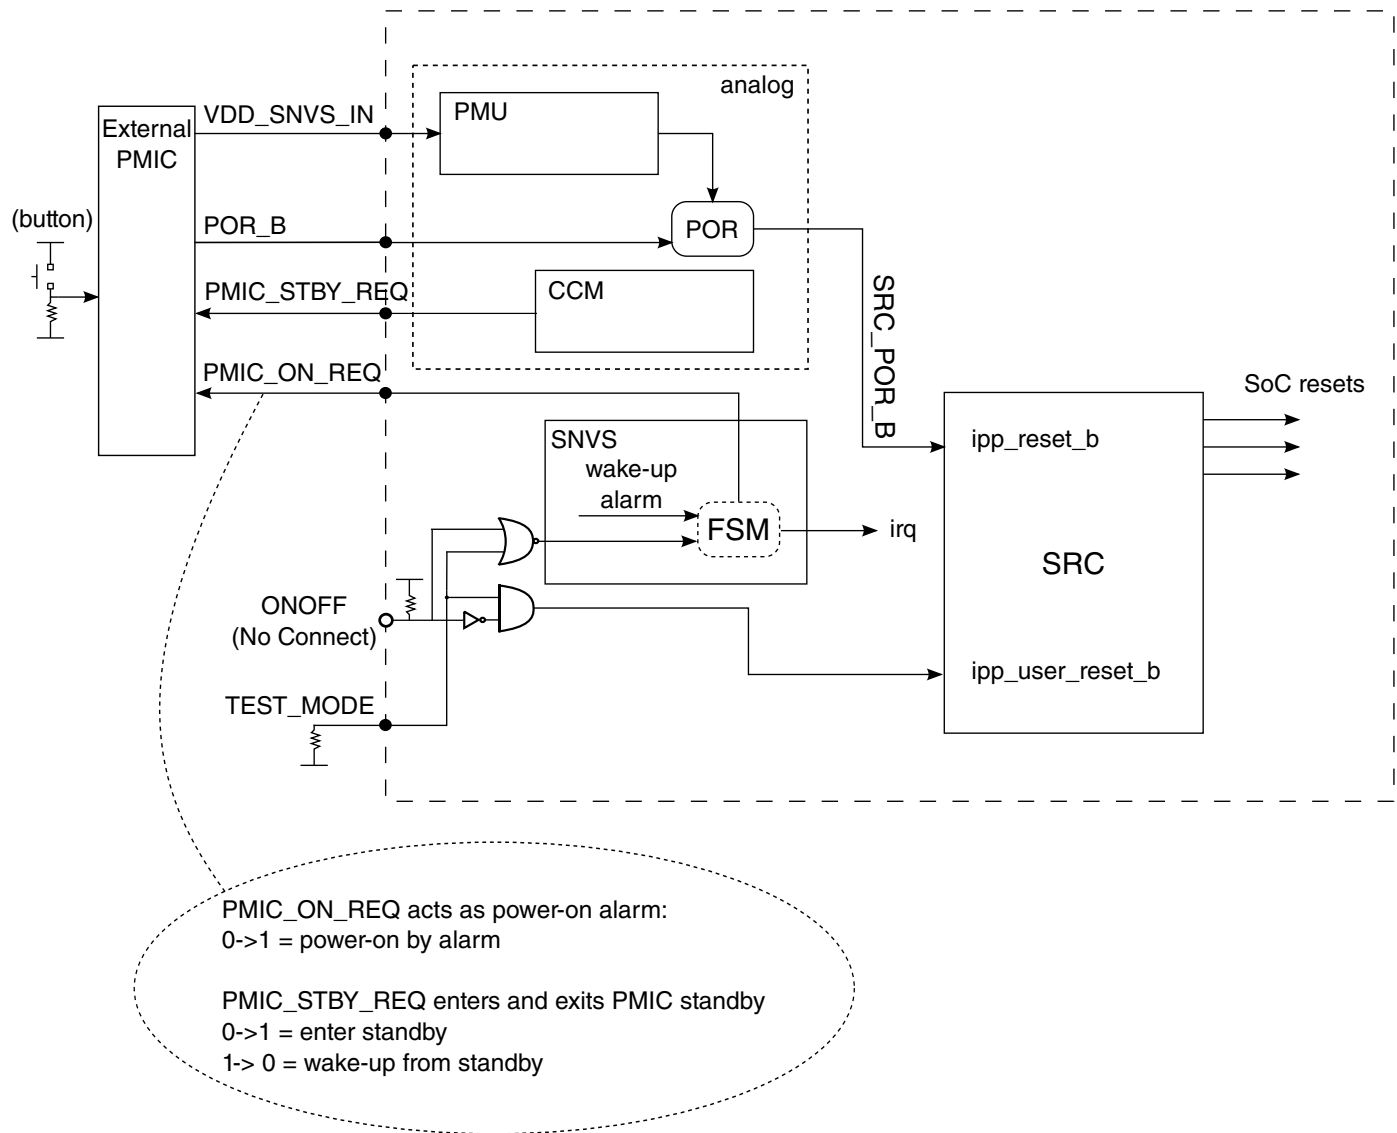 analog
VDD_SNVS_IN
PMU
External
PMIC
(button)
POR_B
POR
PMIC_STBY_REQ
CCM
SRC_POR_B
PMIC_ON_REQ
SoC resets
SNVS
wake-up
alarm
FSM
irq
ipp_reset_b
SRC
ONOFF
(No Connect)
ipp_user_reset_b
TEST_MODE
PMIC_ON_REQ acts as power-on alarm:
0->1 = power-on by alarm
PMIC_STBY_REQ enters and exits PMIC standby
0->1 = enter standby
1-> 0 = wake-up from standby